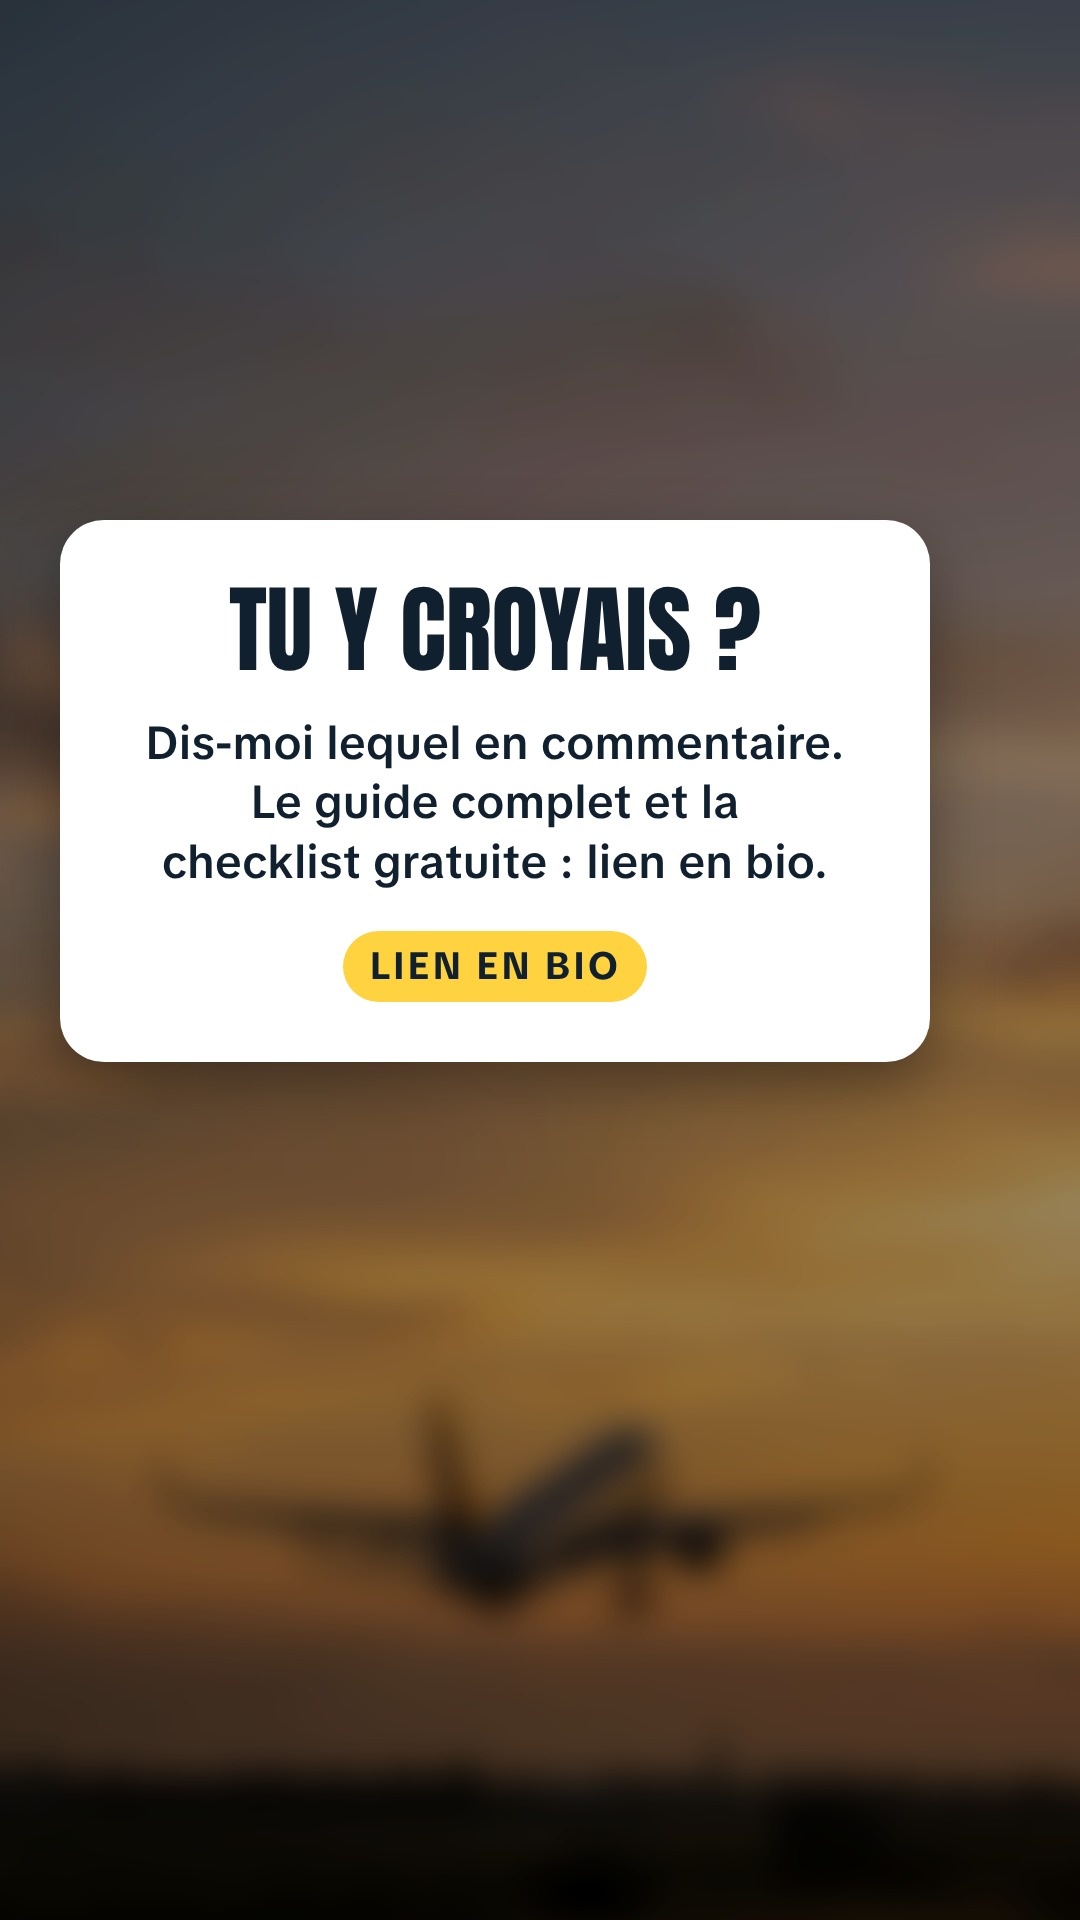 TU Y CROYAIS ?
Dis-moi lequel en commentaire.
Le guide complet et la
checklist gratuite : lien en bio.
LIEN EN BIO